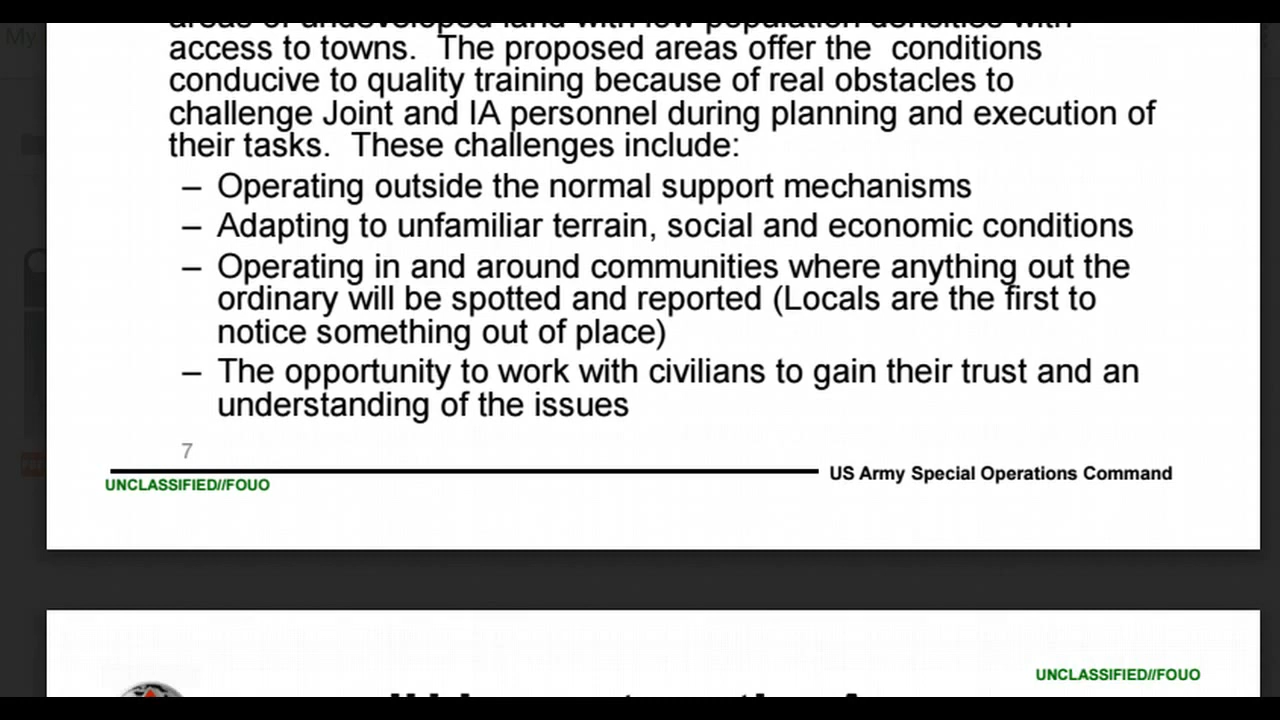 areas of undeveloped land with low population densities with
access to towns.  The proposed areas offer the  conditions
conducive to quality training because of real obstacles to
challenge Joint and IA personnel during planning and execution of
their tasks.  These challenges include:
– Operating outside the normal support mechanisms
– Adapting to unfamiliar terrain, social and economic conditions
– Operating in and around communities where anything out the
ordinary will be spotted and reported (Locals are the first to
notice something out of place)
– The opportunity to work with civilians to gain their trust and an
understanding of the issues
7
US Army Special Operations Command
UNCLASSIFIED//FOUO
UNCLASSIFIED//FOUO